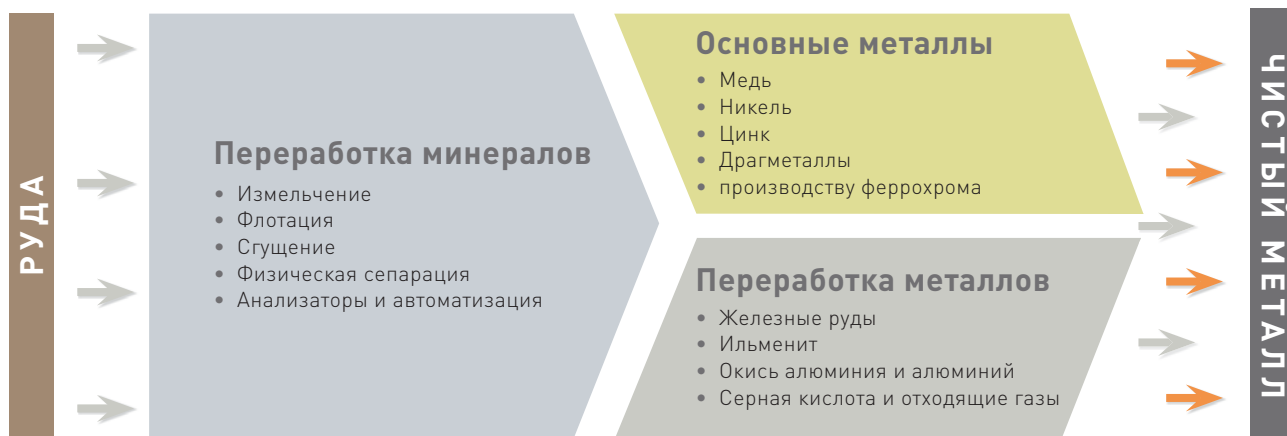 РУДА
Переработка минералов
• Измельчение
• Флотация
• Сгущение
• Физическая сепарация
• Анализаторы и автоматизация
Основные металлы
• Медь
• Никель
• Цинк
• Драгметаллы
• производству феррохрома
Переработка металлов
• Железные руды
• Ильменит
• Окись алюминия и алюминий
• Серная кислота и отходящие газы
ЧИСТЫЙ МЕТАЛЛ